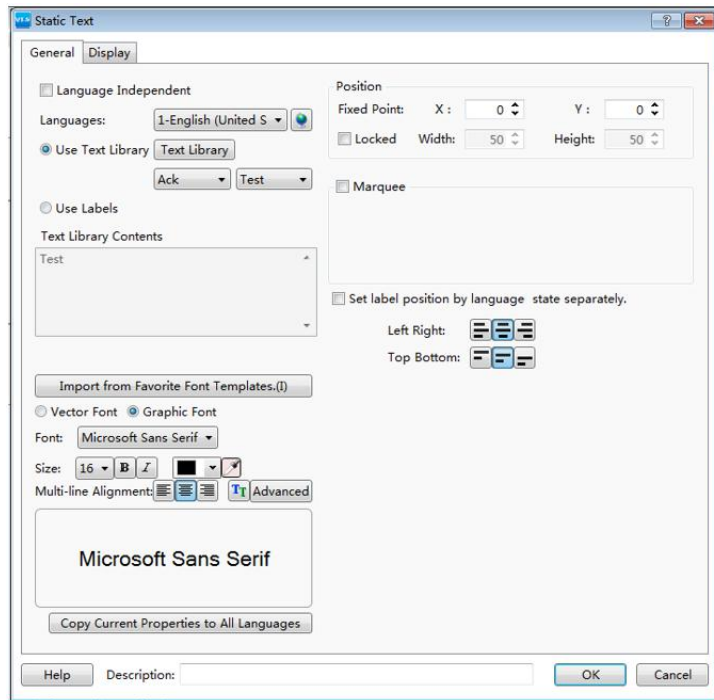 Static Text
General Display
Language Independent
Languages: 1-English (United S
Use Text Library Text Library
Ack Test
Use Labels
Text Library Contents
Test
Import from Favorite Font Templates.(I)
Vector Font Graphic Font
Font: Microsoft Sans Serif
Size: 16 B I
Multi-line Alignment: TT Advanced
Microsoft Sans Serif
Copy Current Properties to All Languages
Position
Fixed Point: X : 0 Y : 0
Locked Width: 50 Height: 50
Marquee
Set label position by language state separately.
Left Right:
Top Bottom:
Help Description: OK Cancel